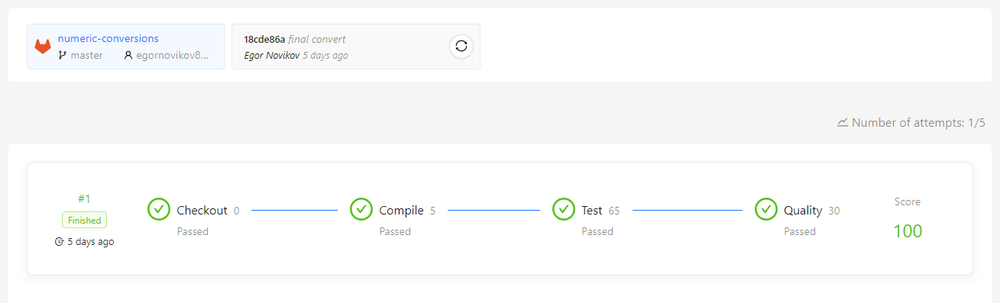 numeric-conversions
master egornovikov8...
18cde86a final convert
Egor Novikov 5 days ago
Number of attempts: 1/5
#1
Finished
5 days ago
Checkout 0
Passed
Compile 5
Passed
Test 65
Passed
Quality 30
Passed
Score
100